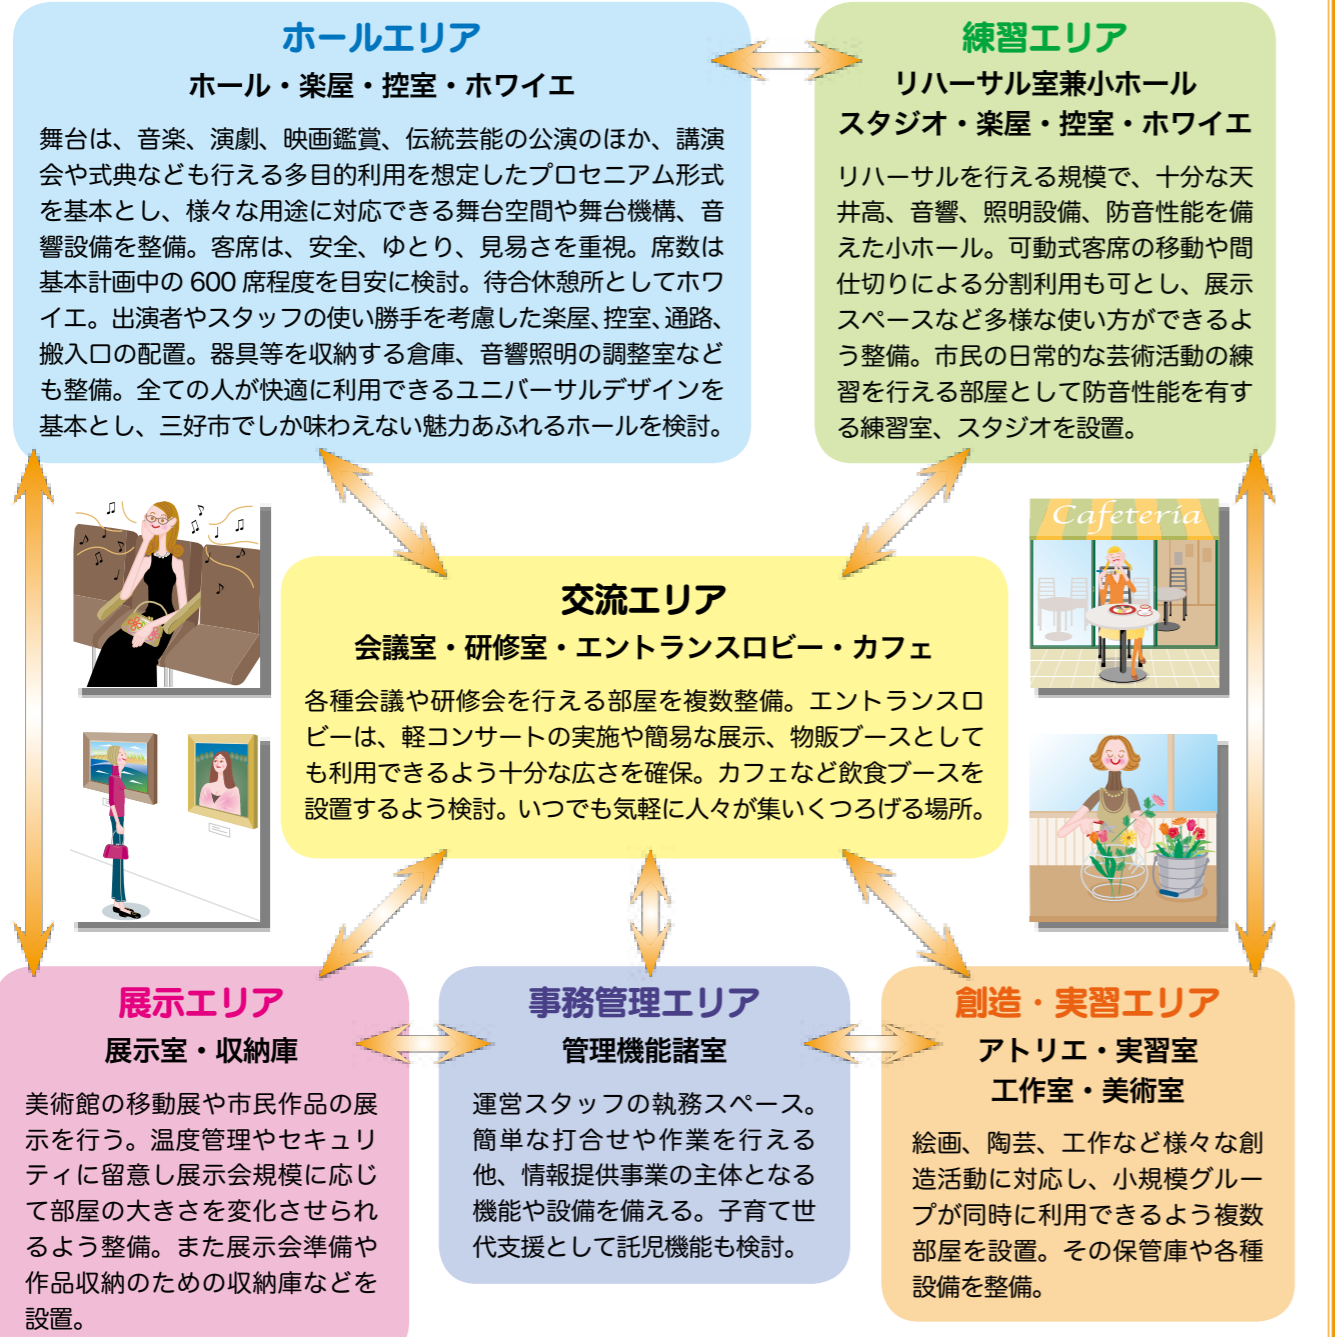 ホールエリア
ホール・楽屋・控室・ホワイエ
舞台は、音楽、演劇、映画鑑賞、伝統芸能の公演のほか、講演
会や式典なども行える多目的利用を想定したプロセニアム形式
を基本とし、様々な用途に対応できる舞台空間や舞台機構、音
響設備を整備。客席は、安全、ゆとり、見易さを重視。席数は
基本計画中の 600 席程度を目安に検討。待合休憩所としてホワ
イエ。出演者やスタッフの使い勝手を考慮した楽屋、控室、通路、
搬入口の配置。器具等を収納する倉庫、音響照明の調整室など
も整備。全ての人が快適に利用できるユニバーサルデザインを
基本とし、三好市でしか味わえない魅力あふれるホールを検討。
練習エリア
リハーサル室兼小ホール
スタジオ・楽屋・控室・ホワイエ
リハーサルを行える規模で、十分な天
井高、音響、照明設備、防音性能を備
えた小ホール。可動式客席の移動や間
仕切りによる分割利用も可とし、展示
スペースなど多様な使い方ができるよ
う整備。市民の日常的な芸術活動の練
習を行える部屋として防音性能を有す
る練習室、スタジオを設置。
Cafeteria
交流エリア
会議室・研修室・エントランスロビー・カフェ
各種会議や研修会を行える部屋を複数整備。エントランスロ
ビーは、軽コンサートの実施や簡易な展示、物販ブースとして
も利用できるよう十分な広さを確保。カフェなど飲食ブースを
設置するよう検討。いつでも気軽に人々が集いくつろげる場所。
展示エリア
展示室・収納庫
美術館の移動展や市民作品の展
示を行う。温度管理やセキュリ
ティに留意し展示会規模に応じ
て部屋の大きさを変化させられ
るよう整備。また展示会準備や
作品収納のための収納庫などを
設置。
事務管理エリア
管理機能諸室
運営スタッフの執務スペース。
簡単な打合せや作業を行える
他、情報提供事業の主体となる
機能や設備を備える。子育て世
代支援として託児機能も検討。
創造・実習エリア
アトリエ・実習室
工作室・美術室
絵画、陶芸、工作など様々な創
造活動に対応し、小規模グルー
プが同時に利用できるよう複数
部屋を設置。その保管庫や各種
設備を整備。